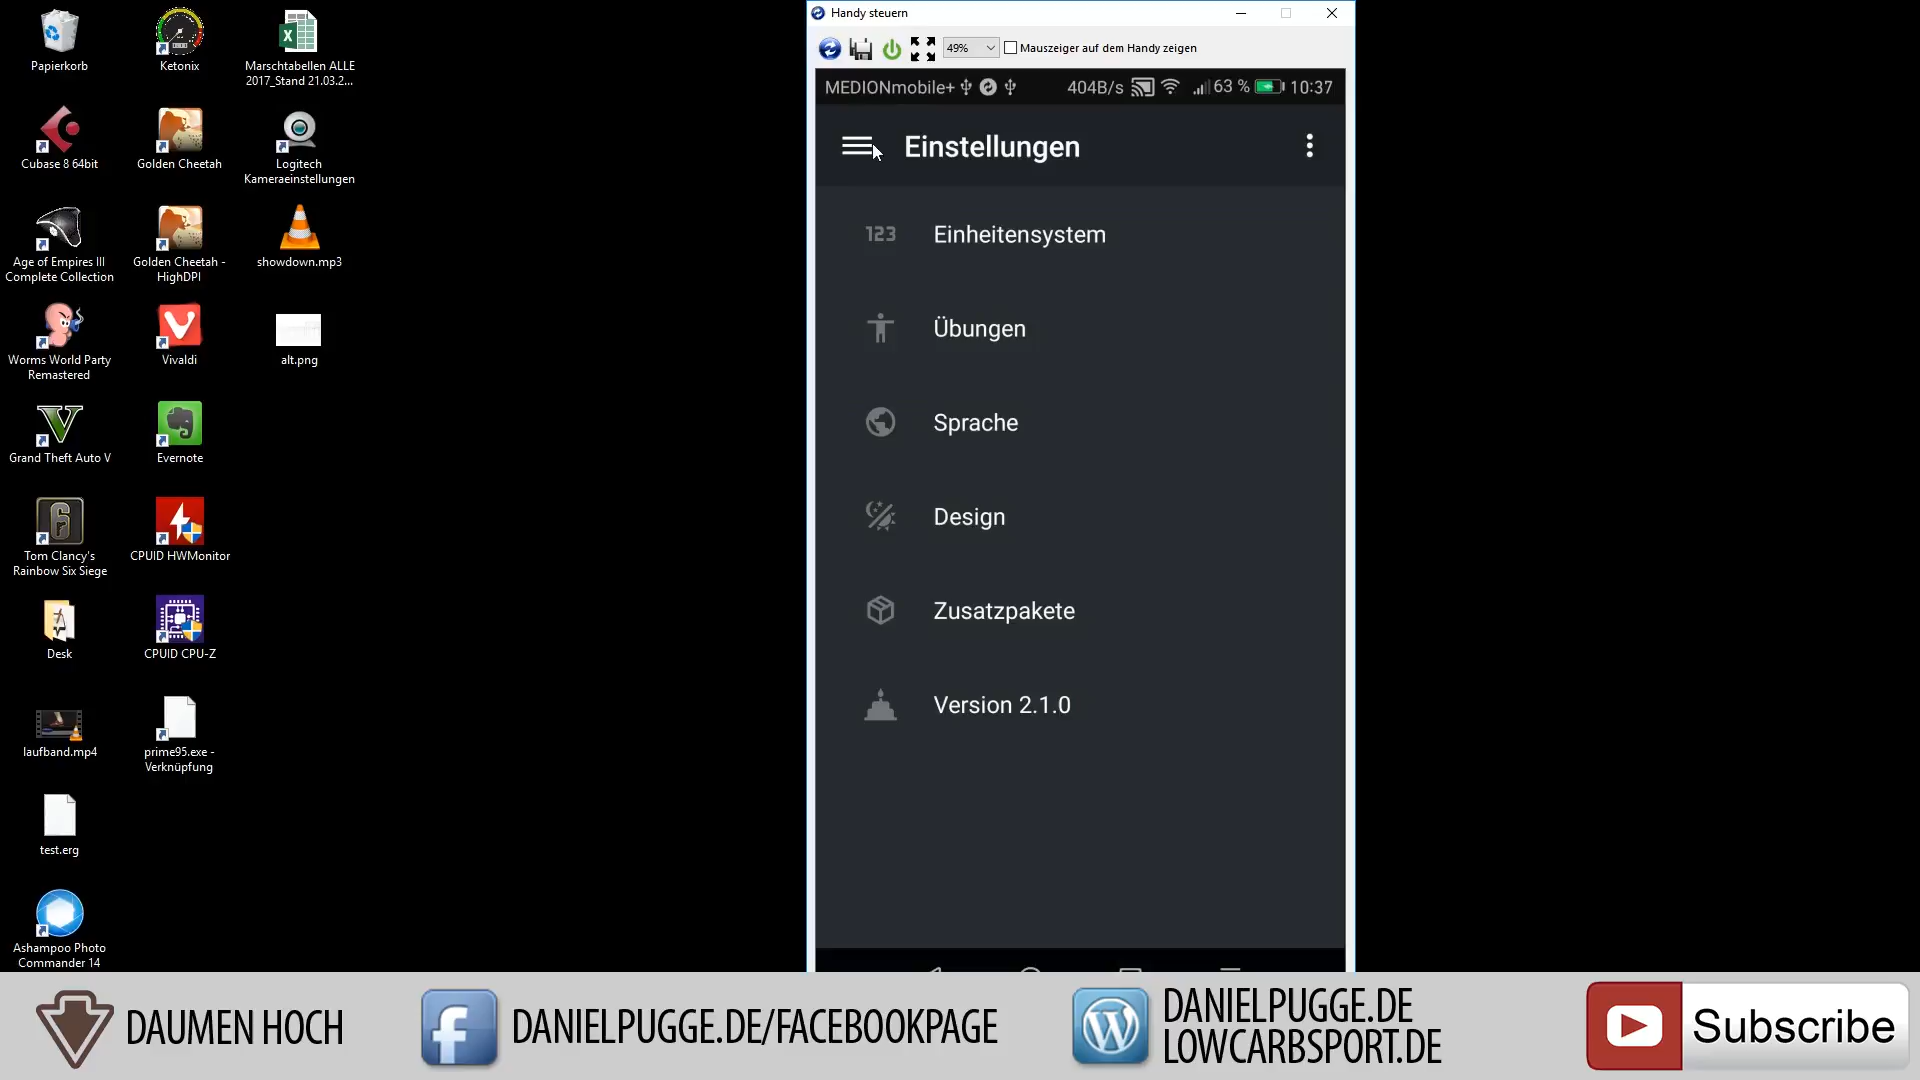 Papierkorb
Ketonix
Marschtabellen ALLE
2017_Stand 21.03.2...
Cubase 8 64bit
Golden Cheetah
Logitech
Kameraeinstellungen
Age of Empires III
Complete Collection
Golden Cheetah -
HighDPI
showdown.mp3
Worms World Party
Remastered
Vivaldi
alt.png
Grand Theft Auto V
Evernote
Tom Clancy's
Rainbow Six Siege
CPUID HWMonitor
Desk
CPUID CPU-Z
laufband.mp4
prime95.exe -
Verknüpfung
test.erg
Ashampoo Photo
Commander 14
Handy steuern
49%
Mauszeiger auf dem Handy zeigen
MEDIONmobile+ 404B/s 63 % 10:37
Einstellungen
123 Einheitensystem
Übungen
Sprache
Design
Zusatzpakete
Version 2.1.0
DAUMEN HOCH
DANIELPUGGE.DE/FACEBOOKPAGE
DANIELPUGGE.DE
LOWCARBSPORT.DE
Subscribe